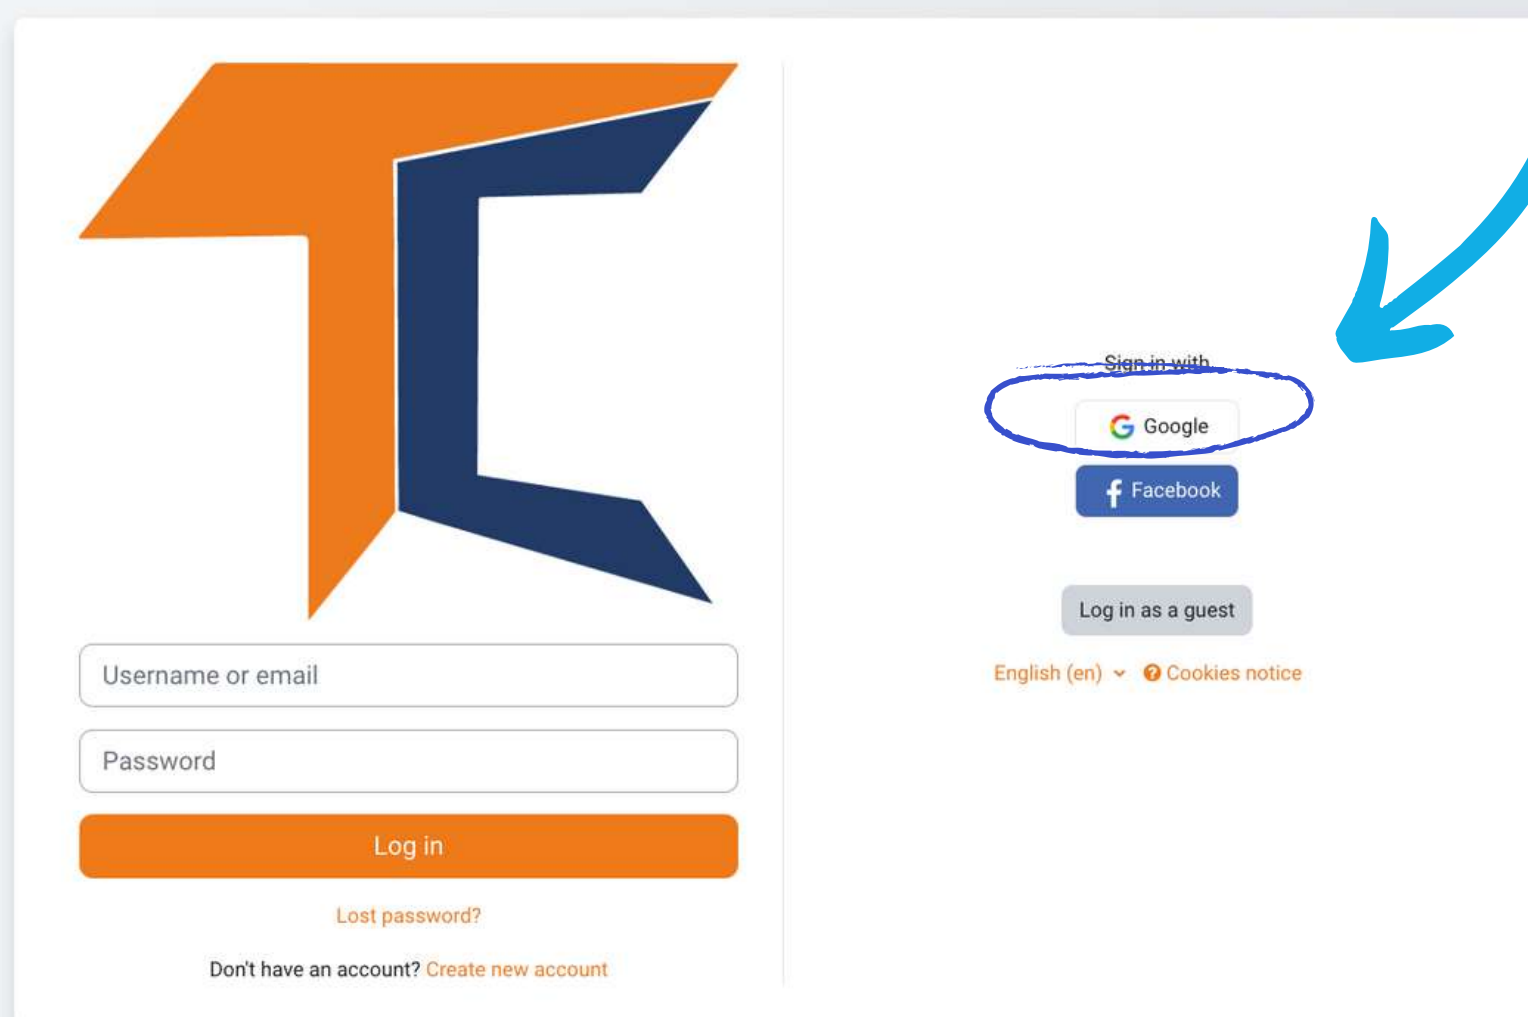 Username or email
Password
Log in
Lost password?
Don't have an account? Create new account
Sign in with
Google
Facebook
Log in as a guest
English (en) Cookies notice